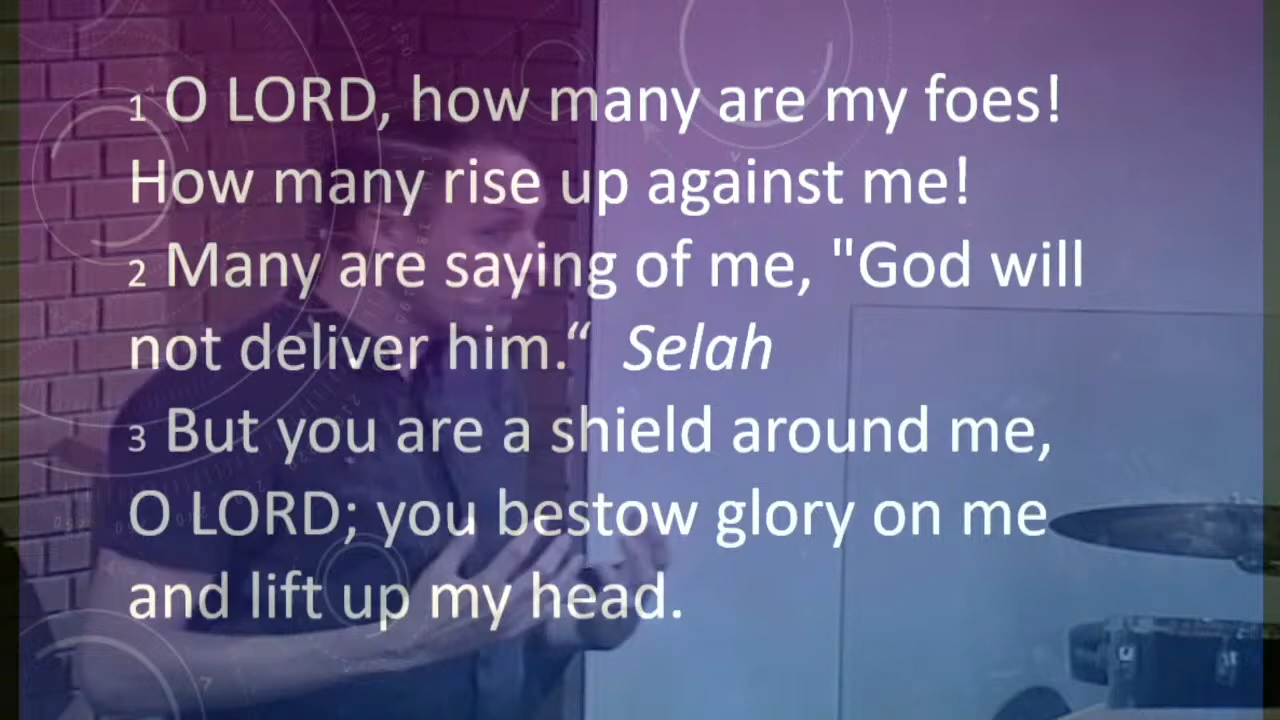 1 O LORD, how many are my foes!
How many rise up against me!
2 Many are saying of me, "God will
not deliver him.“ Selah
3 But you are a shield around me,
O LORD; you bestow glory on me
and lift up my head.